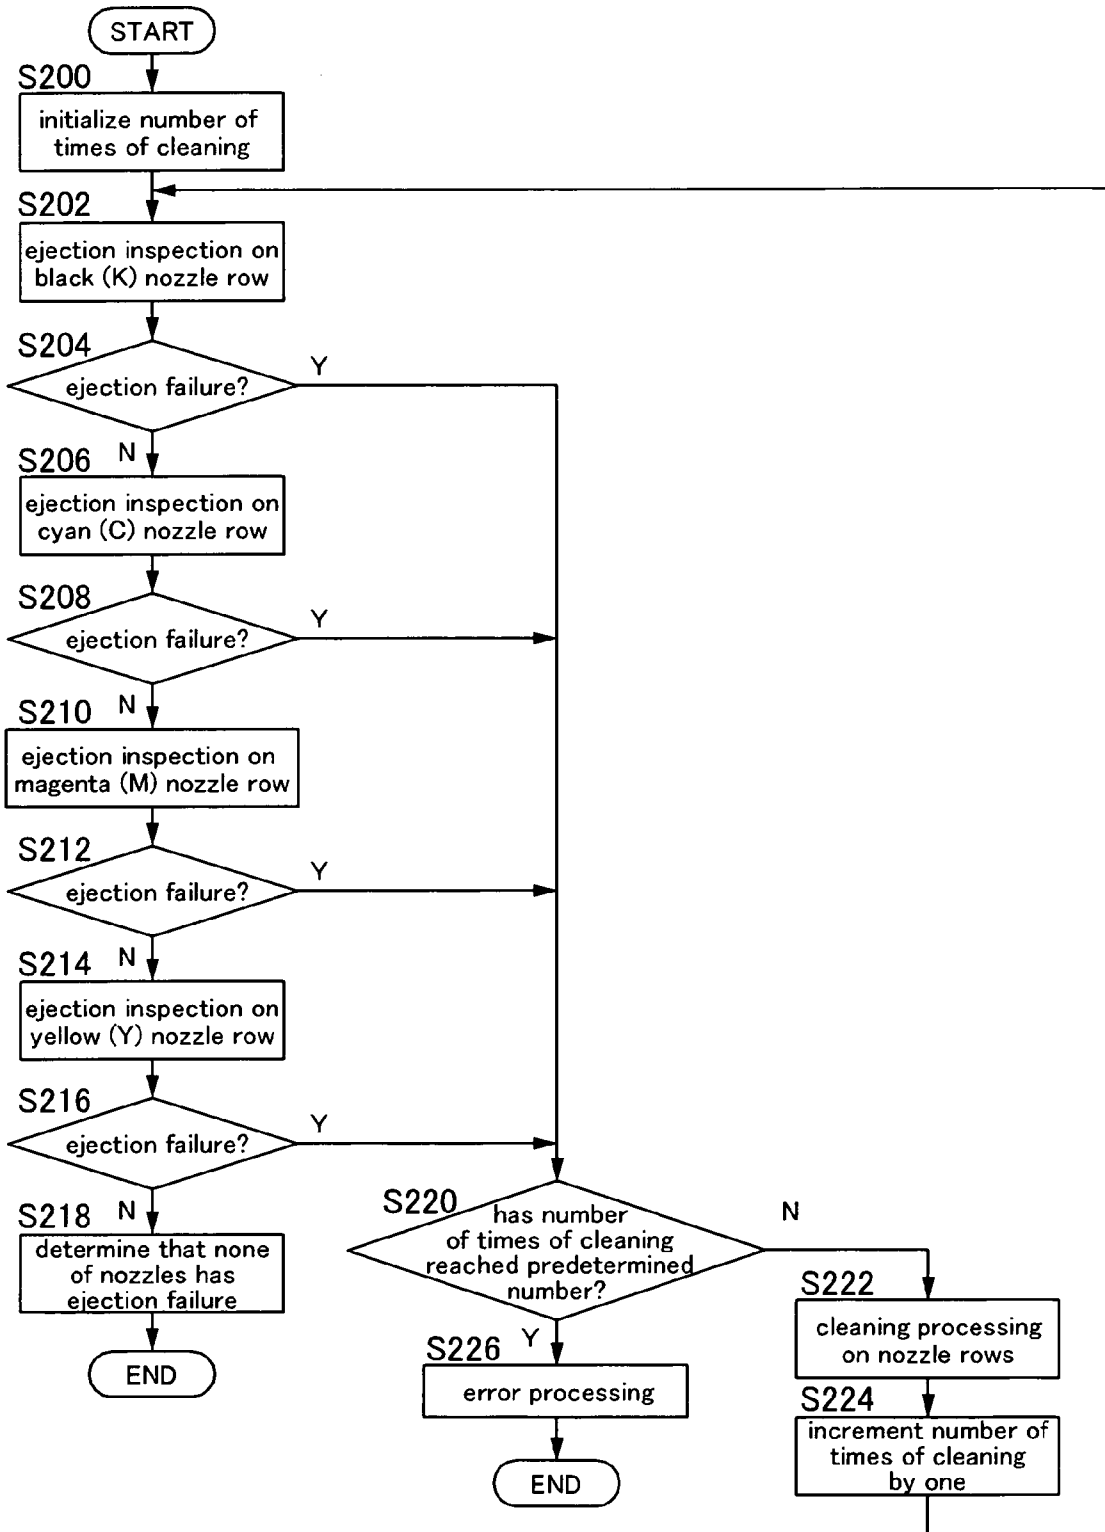 START
S200
initialize number of
times of cleaning
S202
ejection inspection on
black (K) nozzle row
S204
ejection failure?
Y
N
S206
ejection inspection on
cyan (C) nozzle row
S208
ejection failure?
Y
N
S210
ejection inspection on
magenta (M) nozzle row
S212
ejection failure?
Y
N
S214
ejection inspection on
yellow (Y) nozzle row
S216
ejection failure?
Y
N
S218
determine that none
of nozzles has
ejection failure
END
S220
has number
of times of cleaning
reached predetermined
number?
N
Y
S222
cleaning processing
on nozzle rows
S224
increment number of
times of cleaning
by one
S226
error processing
END